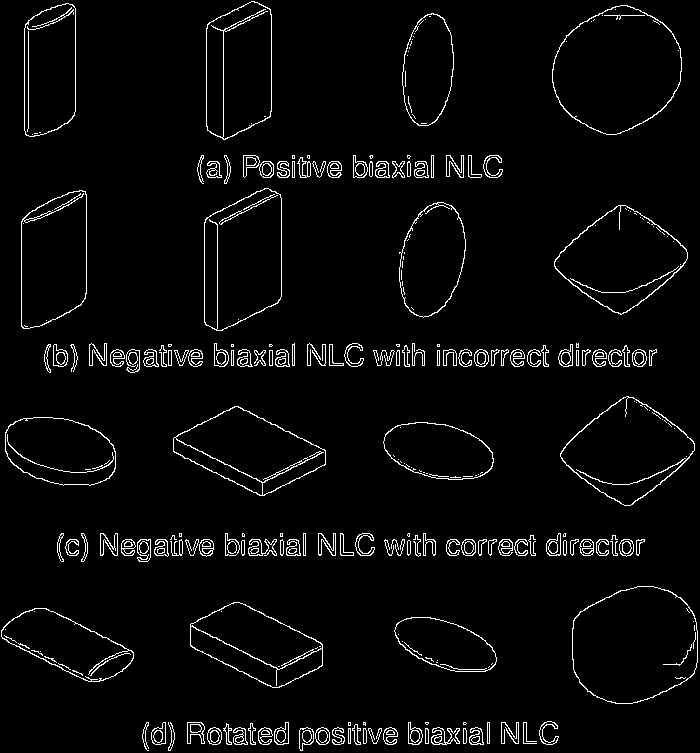 (a) Positive biaxial NLC
(b) Negative biaxial NLC with incorrect director
(c) Negative biaxial NLC with correct director
(d) Rotated positive biaxial NLC